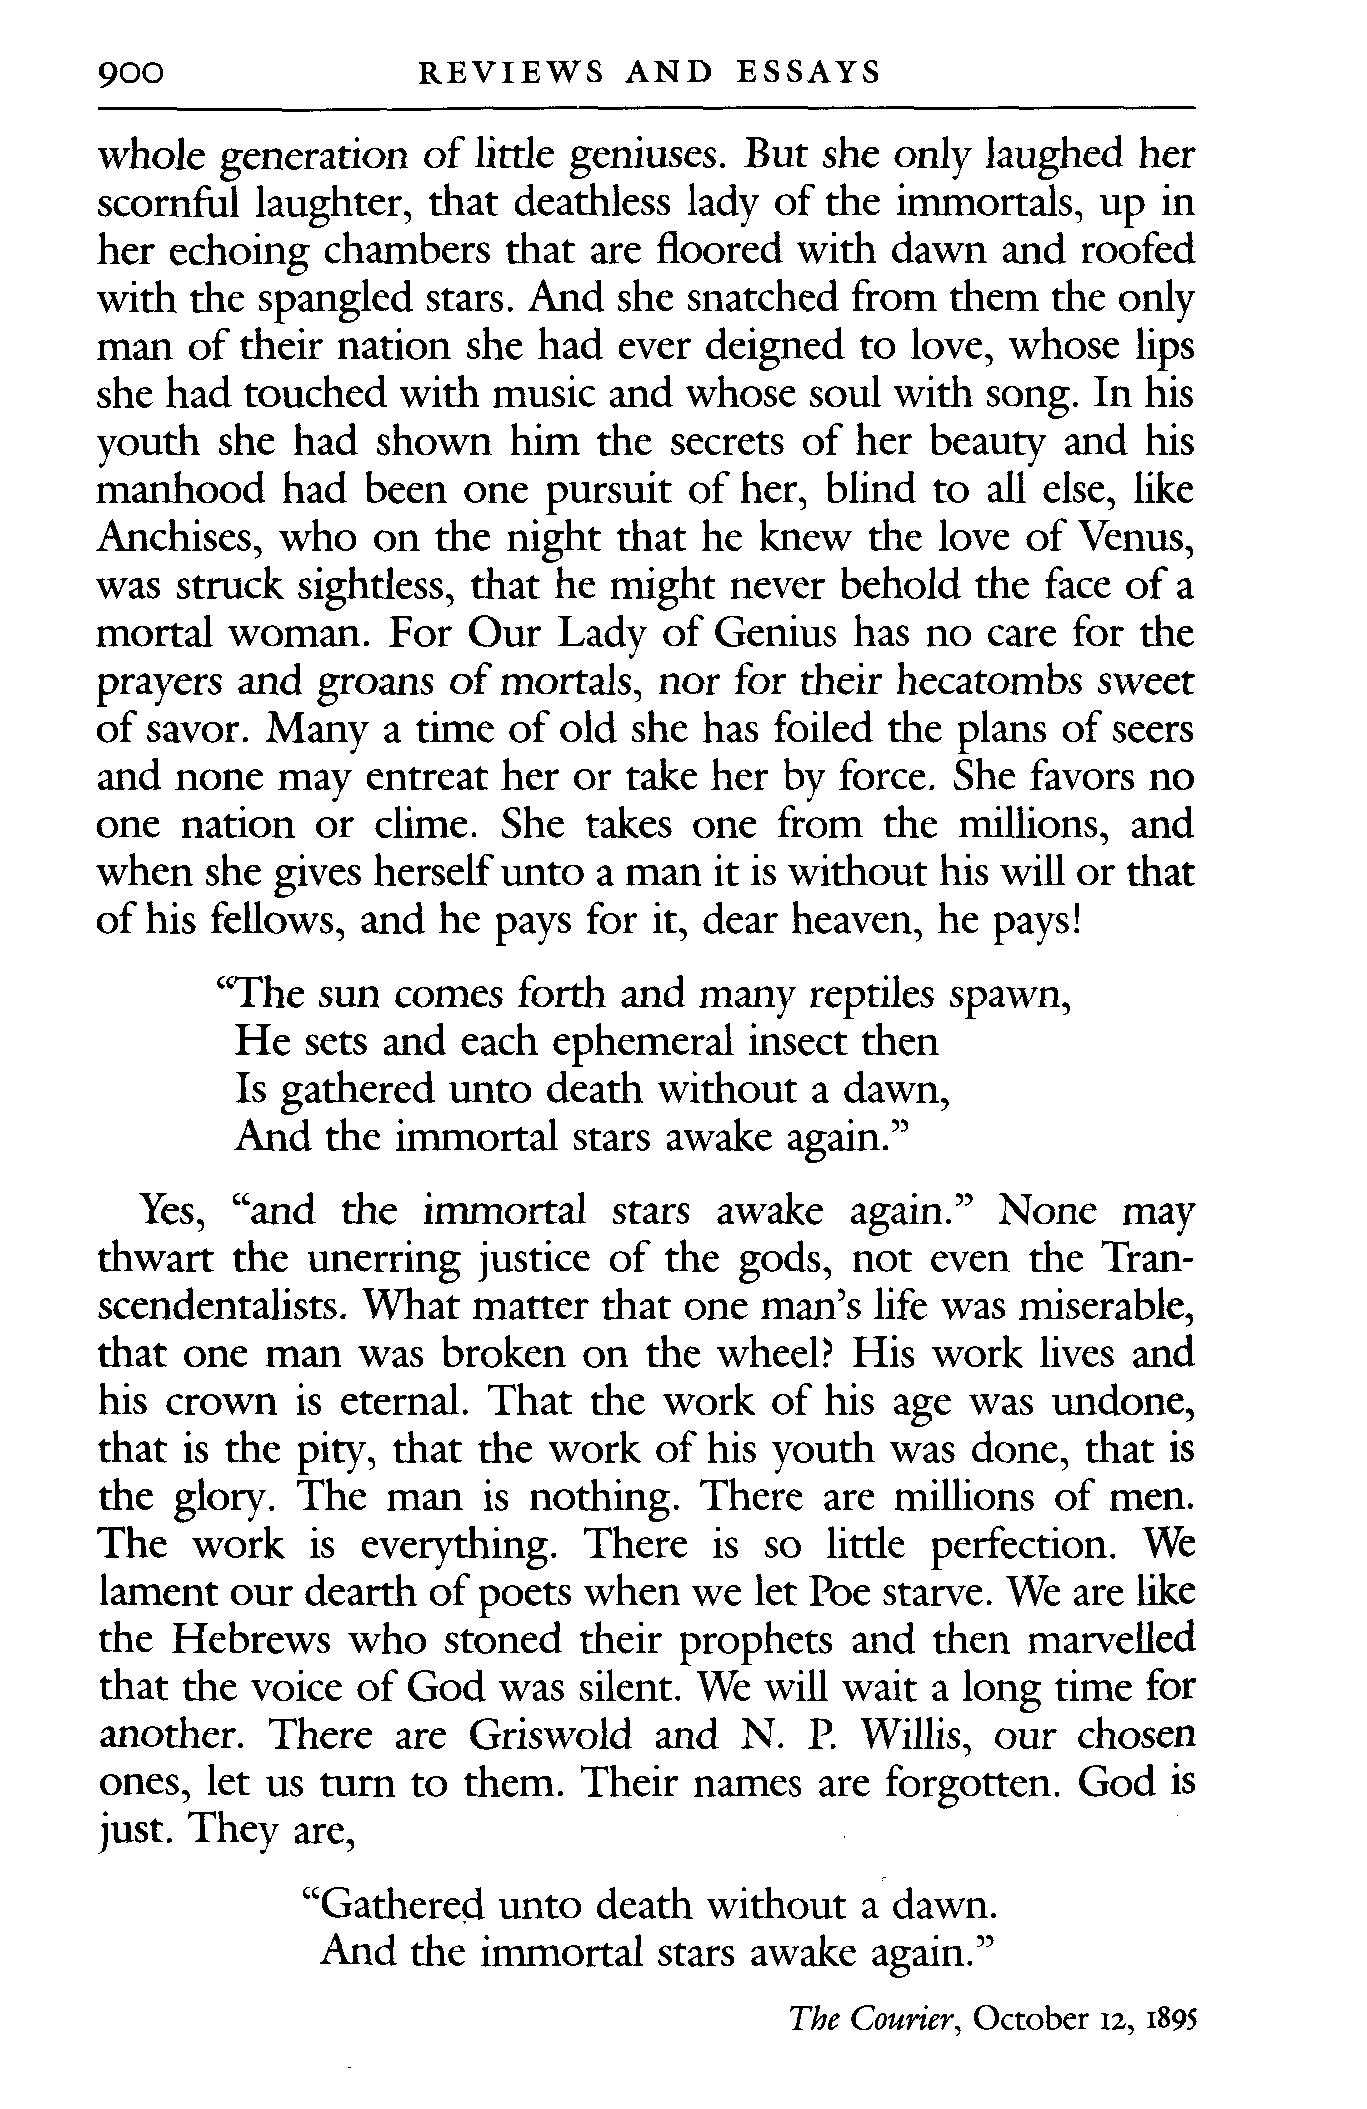 900 REVIEWS AND ESSAYS
whole generation of little geniuses. But she only laughed her
scornful laughter, that deathless lady of the immortals, up in
her echoing chambers that are floored with dawn and roofed
with the spangled stars. And she snatched from them the only
man of their nation she had ever deigned to love, whose lips
she had touched with music and whose soul with song. In his
youth she had shown him the secrets of her beauty and his
manhood had been one pursuit of her, blind to all else, like
Anchises, who on the night that he knew the love of Venus,
was struck sightless, that he might never behold the face of a
mortal woman. For Our Lady of Genius has no care for the
prayers and groans of mortals, nor for their hecatombs sweet
of savor. Many a time of old she has foiled the plans of seers
and none may entreat her or take her by force. She favors no
one nation or clime. She takes one from the millions, and
when she gives herself unto a man it is without his will or that
of his fellows, and he pays for it, dear heaven, he pays!
“The sun comes forth and many reptiles spawn,
He sets and each ephemeral insect then
Is gathered unto death without a dawn,
And the immortal stars awake again.”
Yes, “and the immortal stars awake again.” None may
thwart the unerring justice of the gods, not even the Tran-
scendentalists. What matter that one man’s life was miserable,
that one man was broken on the wheel? His work lives and
his crown is eternal. That the work of his age was undone,
that is the pity, that the work of his youth was done, that is
the glory. The man is nothing. There are millions of men.
The work is everything. There is so little perfection. We
lament our dearth of poets when we let Poe starve. We are like
the Hebrews who stoned their prophets and then marvelled
that the voice of God was silent. We will wait a long time for
another. There are Griswold and N. P. Willis, our chosen
ones, let us turn to them. Their names are forgotten. God is
just. They are,
“Gathered unto death without a dawn.
And the immortal stars awake again.”
The Courier, October 12, 1895